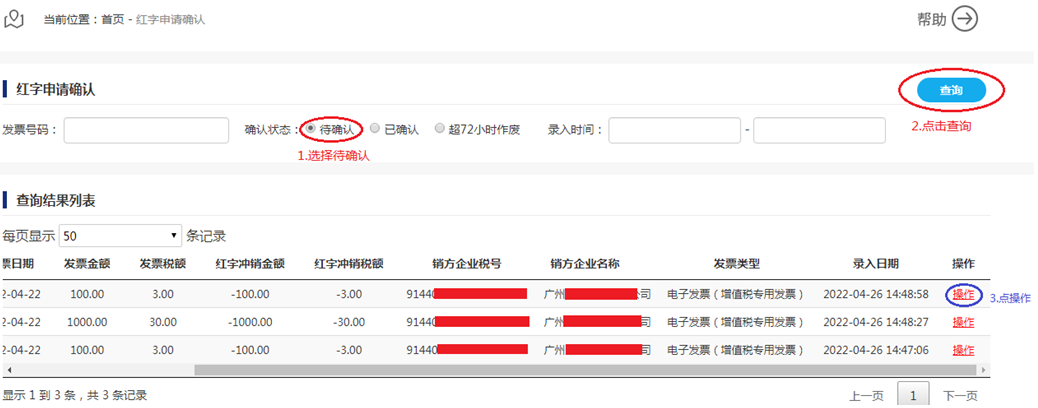 当前位置：首页 - 红字申请确认 帮助
红字申请确认 查询
发票号码： 确认状态： 待确认 已确认 超72小时作废 录入时间： - 2.点击查询
1.选择待确认
查询结果列表
每页显示 50 条记录
票日期 发票金额 发票税额 红字冲销金额 红字冲销税额 销方企业税号 销方企业名称 发票类型 录入日期 操作
2-04-22 100.00 3.00 -100.00 -3.00 91440 广州 公司 电子发票（增值税专用发票） 2022-04-26 14:48:58 操作 3.点操作
2-04-22 1000.00 30.00 -1000.00 -30.00 91440 广州 司 电子发票（增值税专用发票） 2022-04-26 14:48:27 操作
2-04-22 100.00 3.00 -100.00 -3.00 91440 广州 司 电子发票（增值税专用发票） 2022-04-26 14:47:06 操作
显示 1 到 3 条，共 3 条记录 上一页 1 下一页